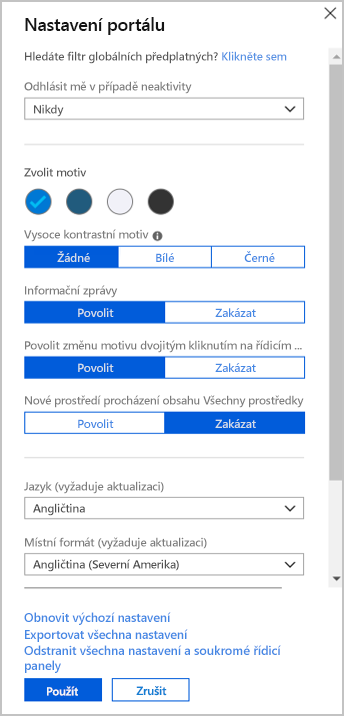 Nastavení portálu
Hledáte filtr globálních předplatných? Klikněte sem
Odhlásit mě v případě neaktivity
Nikdy
Zvolit motiv
Vysoce kontrastní motiv
Žádné Bílé Černé
Informační zprávy
Povolit Zakázat
Povolit změnu motivu dvojitým kliknutím na řídicím ...
Povolit Zakázat
Nové prostředí procházení obsahu Všechny prostředky
Povolit Zakázat
Jazyk (vyžaduje aktualizaci)
Angličtina
Místní formát (vyžaduje aktualizaci)
Angličtina (Severní Amerika)
Obnovit výchozí nastavení
Exportovat všechna nastavení
Odstranit všechna nastavení a soukromé řídicí
panely
Použít Zrušit